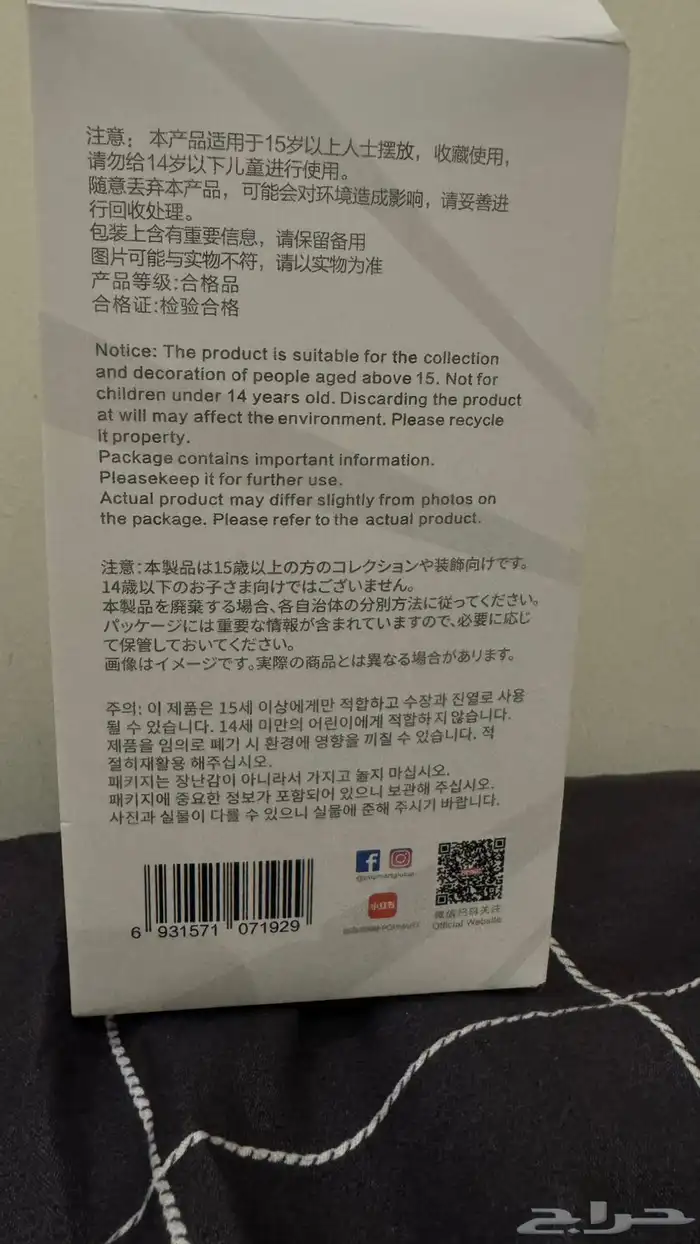 注意：本产品适用于15岁以上人士摆放，收藏使用，
请勿给14岁以下儿童进行使用。
随意丢弃本产品，可能会对环境造成影响，请妥善进
行回收处理。
包装上含有重要信息，请保留备用
图片可能与实物不符，请以实物为准
产品等级:合格品
合格证:检验合格
Notice: The product is suitable for the collection
and decoration of people aged above 15. Not for
children under 14 years old. Discarding the product
at will may affect the environment. Please recycle
it property.
Package contains important information.
Pleasekeep it for further use.
Actual product may differ slightly from photos on
the package. Please refer to the actual product.
注意:本製品は15歳以上の方のコレクションや装飾向けです。
14歳以下のお子さま向けではございません。
本製品を廃棄する場合、各自治体の分別方法に従ってください。
パッケージには重要な情報が含まれていますので、必要に応じ
て保管しておいてください。
画像はイメージです。実際の商品とは異なる場合があります。
주의: 이 제품은 15세 이상에게만 적합하고 수장과 진열로 사용
될 수 있습니다. 14세 미만의 어린이에게 적합하지 않습니다.
제품을 임의로 폐기 시 환경에 영향을 끼칠 수 있습니다. 적
절히재활용 해주십시오.
패키지는 장난감이 아니라서 가지고 놀지 마십시오.
패키지에 중요한 정보가 포함되어 있으니 보관해 주십시오.
사진과 실물이 다를 수 있으니 실물에 준해 주시기 바랍니다.
6 931571 071929
小红书
微信扫码关注
Official Website
حراج